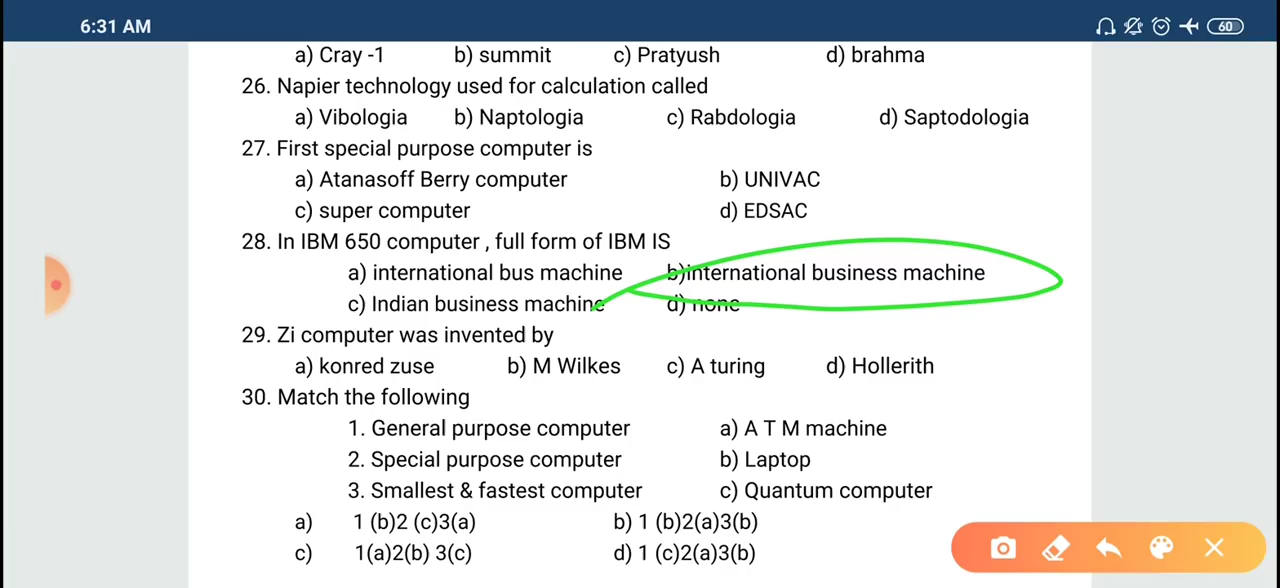 6:31 AM 60
a) Cray -1 b) summit c) Pratyush d) brahma
26. Napier technology used for calculation called
a) Vibologia b) Naptologia c) Rabdologia d) Saptodologia
27. First special purpose computer is
a) Atanasoff Berry computer b) UNIVAC
c) super computer d) EDSAC
28. In IBM 650 computer , full form of IBM IS
a) international bus machine b)international business machine
c) Indian business machine d) none
29. Zi computer was invented by
a) konred zuse b) M Wilkes c) A turing d) Hollerith
30. Match the following
1. General purpose computer a) A T M machine
2. Special purpose computer b) Laptop
3. Smallest & fastest computer c) Quantum computer
a) 1 (b)2 (c)3(a) b) 1 (b)2(a)3(b)
c) 1(a)2(b) 3(c) d) 1 (c)2(a)3(b)